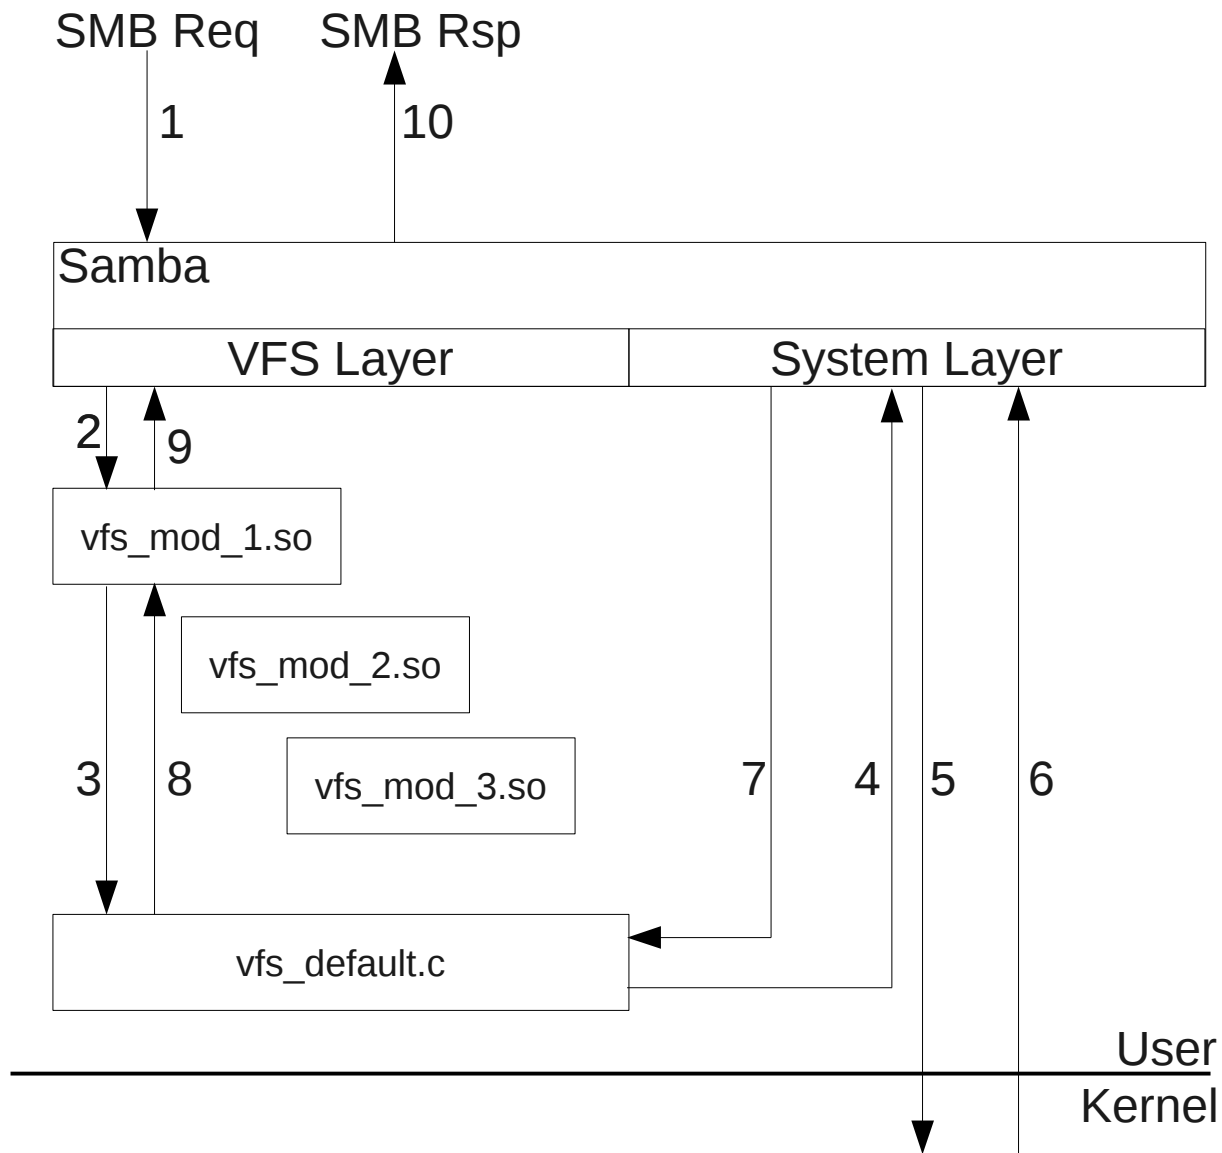 SMB Req SMB Rsp
1 10
Samba
VFS Layer System Layer
2 9
vfs_mod_1.so
vfs_mod_2.so
3 8 vfs_mod_3.so 7 4 5 6
vfs_default.c
User
Kernel